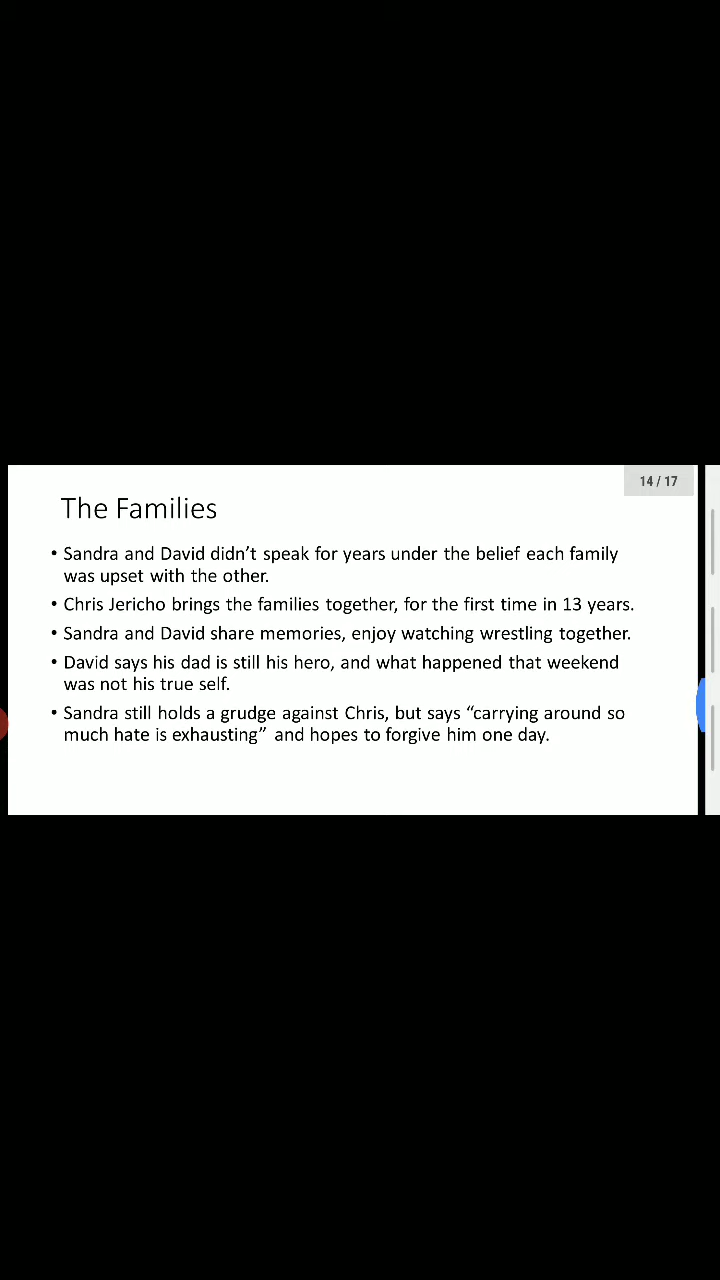 14 / 17
The Families
• Sandra and David didn’t speak for years under the belief each family
was upset with the other.
• Chris Jericho brings the families together, for the first time in 13 years.
• Sandra and David share memories, enjoy watching wrestling together.
• David says his dad is still his hero, and what happened that weekend
was not his true self.
• Sandra still holds a grudge against Chris, but says “carrying around so
much hate is exhausting” and hopes to forgive him one day.